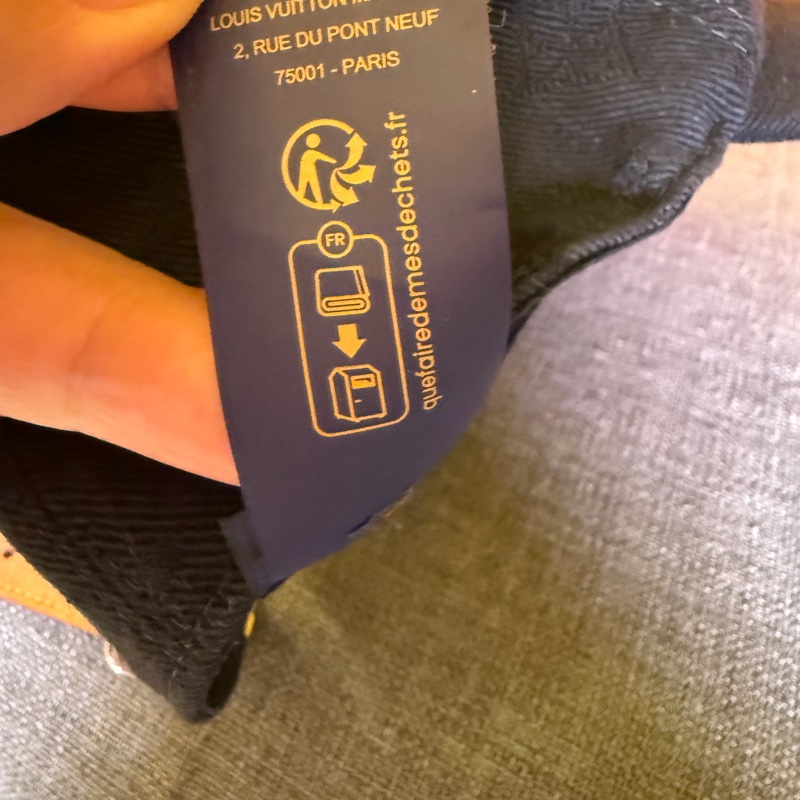 LOUIS VUITTON
2, RUE DU PONT NEUF
75001 - PARIS
FR
quefairedemesdechets.fr